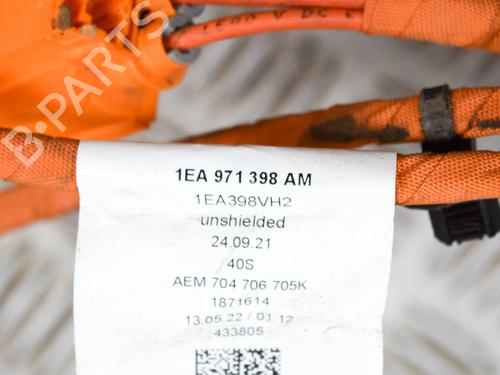 1EA 971 398 AM
1EA398VH2
unshielded
24.09.21
40S
AEM 704 706 705K
1871614
13.05.22 / 01:12
433805